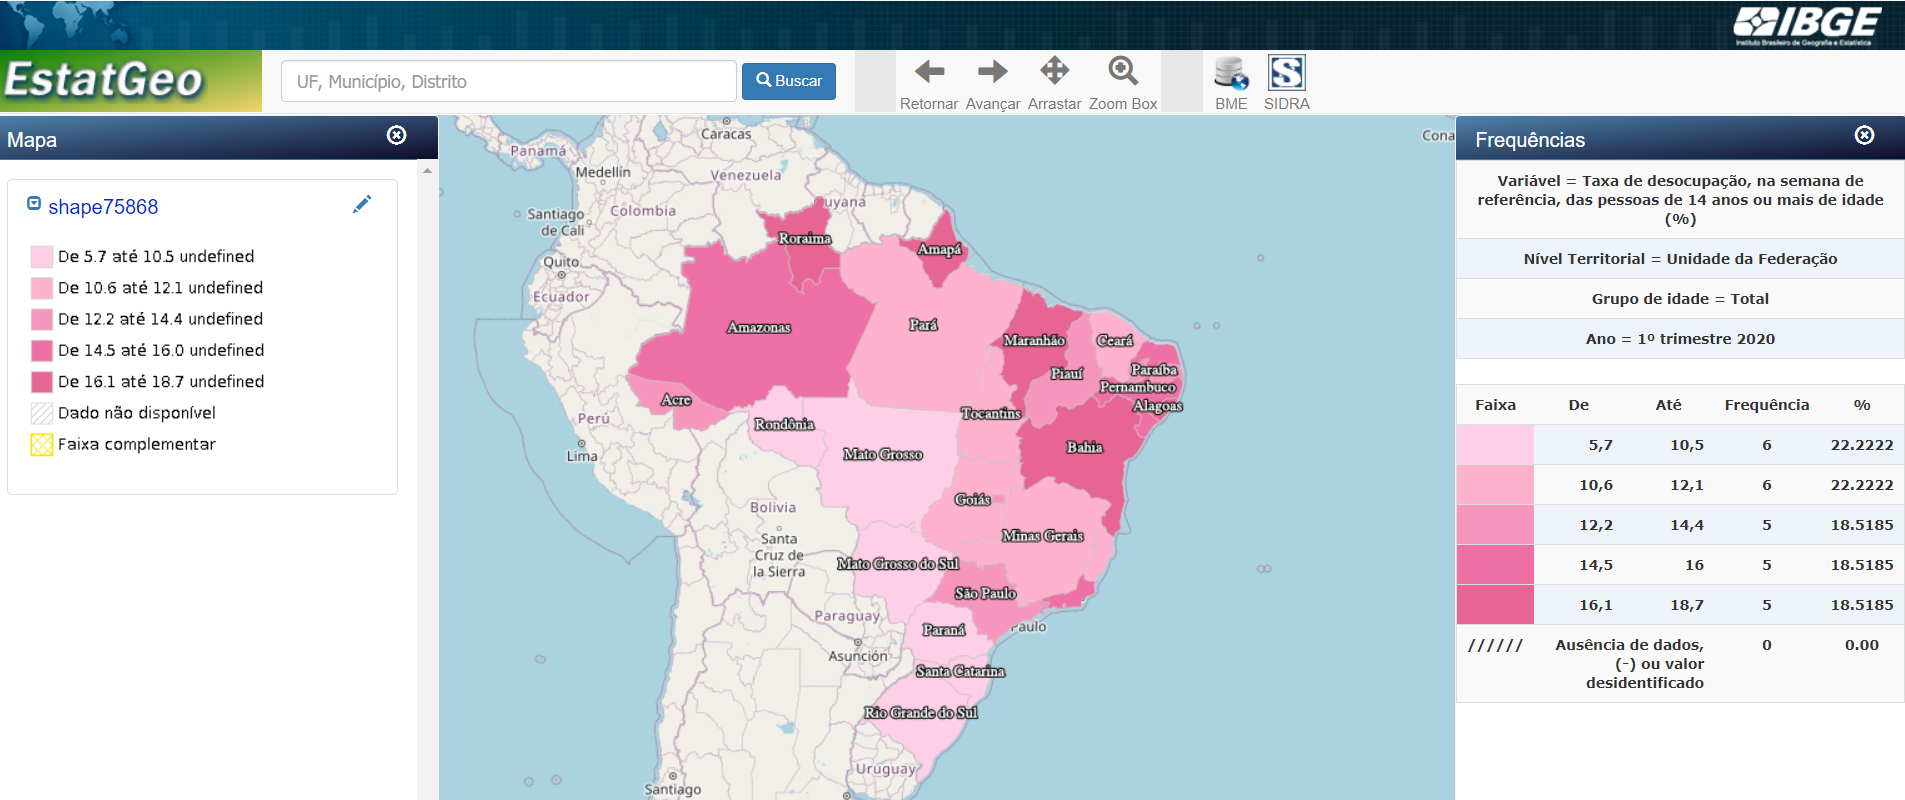 IBGE
Instituto Brasileiro de Geografia e Estatística
EstatGeo
UF, Município, Distrito
Buscar
Retornar
Avançar
Arrastar
Zoom Box
BME
SIDRA
Mapa
shape75868
De 5.7 até 10.5 undefined
De 10.6 até 12.1 undefined
De 12.2 até 14.4 undefined
De 14.5 até 16.0 undefined
De 16.1 até 18.7 undefined
Dado não disponível
Faixa complementar
Caracas
Cona
Panamá
Medellín
Venezuela
Guyana
Colombia
Santiago
de Cali
Roraima
Amapá
Quito
Ecuador
Amazonas
Pará
Maranhão
Ceará
Piauí
Paraíba
Pernambuco
Acre
Alagoas
Tocantins
Perú
Rondônia
Lima
Mato Grosso
Bahia
Goiás
Bolivia
Minas Gerais
Santa
Cruz de
la Sierra
Mato Grosso do Sul
São Paulo
Paraguay
Paulo
Paraná
Asunción
Santa Catarina
Rio Grande do Sul
Uruguay
Santiago
Frequências
Variável = Taxa de desocupação, na semana de
referência, das pessoas de 14 anos ou mais de idade
(%)
Nível Territorial = Unidade da Federação
Grupo de idade = Total
Ano = 1º trimestre 2020
Faixa De Até Frequência %
5,7 10,5 6 22.2222
10,6 12,1 6 22.2222
12,2 14,4 5 18.5185
14,5 16 5 18.5185
16,1 18,7 5 18.5185
////// Ausência de dados, 0 0.00
(-) ou valor
desidentificado